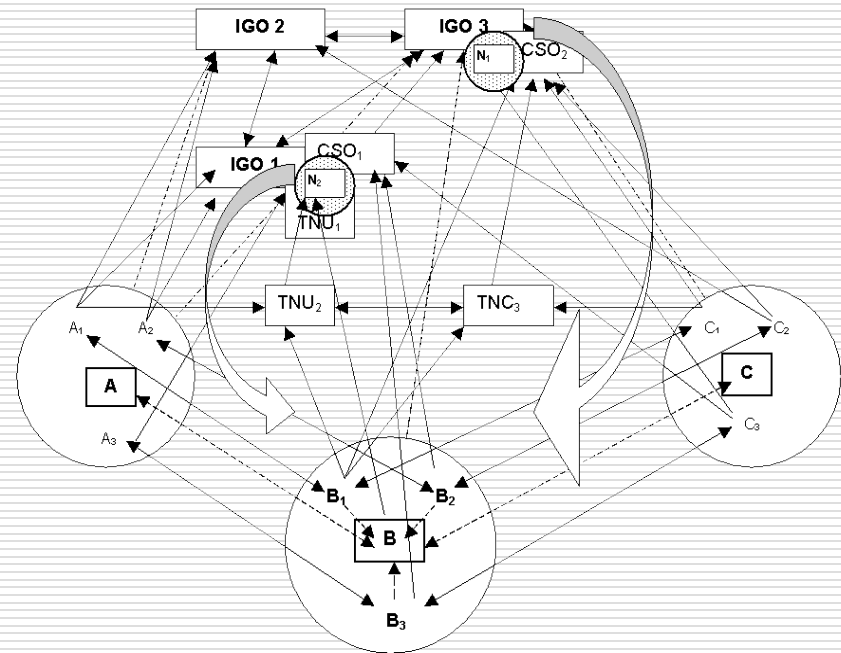 IGO 2
IGO 3
N₁
CSO₂
CSO₁
IGO 1
N₂
TNU₁
TNU₂
TNC₃
A₁
A₂
A
A₃
C₁
C₂
C
C₃
B₁
B₂
B
B₃